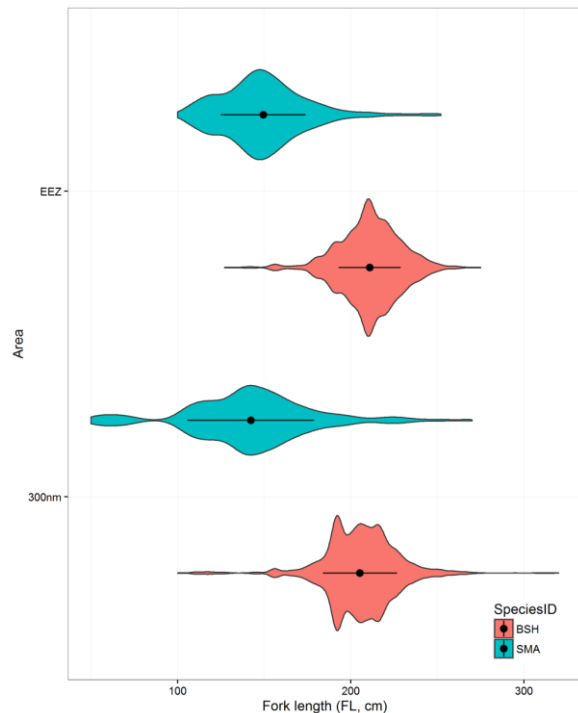 EEZ
Area
300nm
SpeciesID
BSH
SMA
100
200
300
Fork length (FL, cm)